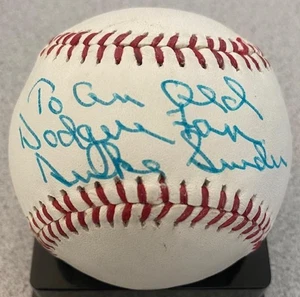 To An Old
Dodger Fan
Duke Snider